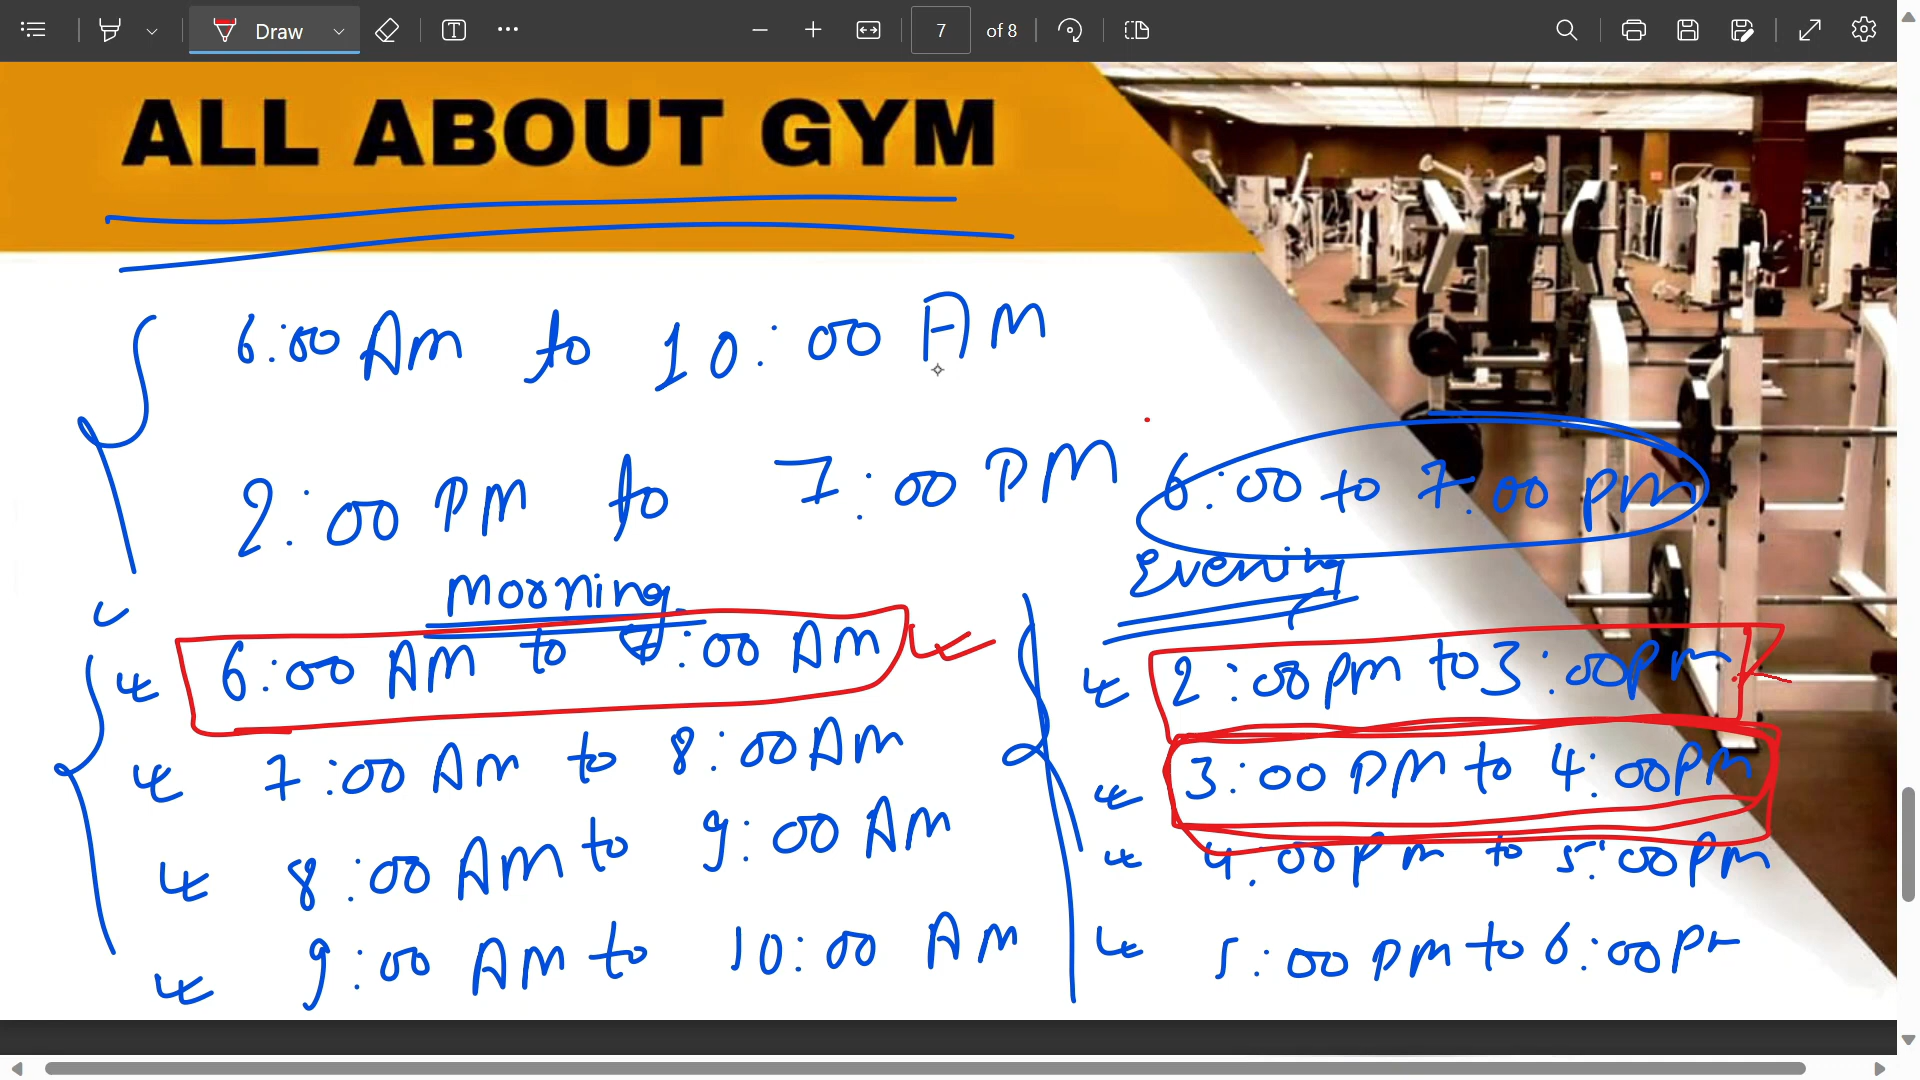 Draw
7 of 8
ALL ABOUT GYM
6:00 Am to 10:00 AM
2:00 PM to 7:00 PM
6:00 to 7:00 pm
Mooning
6:00 AM to 7:00 AM
7:00 AM to 8:00 AM
8:00 AM to 9:00 AM
9:00 AM to 10:00 AM
Evening
2:00 pm to 3:00 pm
3:00 PM to 4:00 PM
4:00 Pm to 5:00 Pm
5:00 PM to 6:00 PM